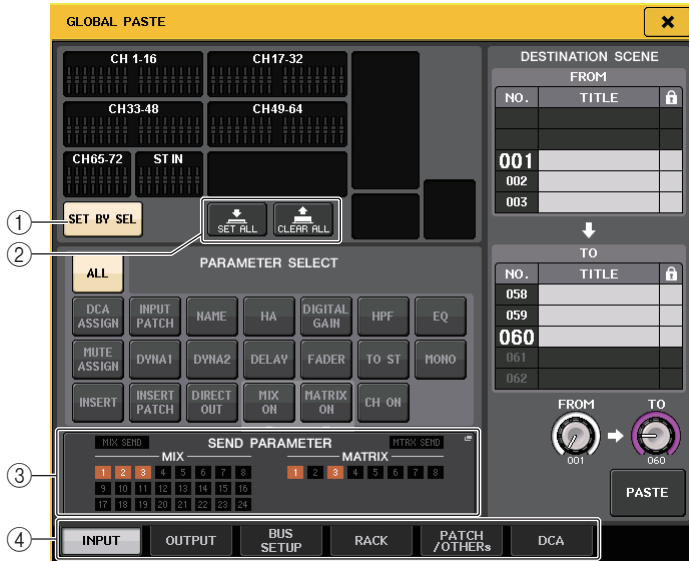 GLOBAL PASTE
CH 1-16
CH17-32
CH33-48
CH49-64
CH65-72
ST IN
① SET BY SEL
② SET ALL
CLEAR ALL
ALL
PARAMETER SELECT
DCA ASSIGN
INPUT PATCH
NAME
HA
DIGITAL GAIN
HPF
EQ
MUTE ASSIGN
DYNA1
DYNA2
DELAY
FADER
TO ST
MONO
INSERT
INSERT PATCH
DIRECT OUT
MIX ON
MATRIX ON
CH ON
③ MIX SEND
SEND PARAMETER
MTRX SEND
MIX
MATRIX
1 2 3 4 5 6 7 8
1 2 3 4 5 6 7 8
9 10 11 12 13 14 15 16
17 18 19 20 21 22 23 24
④ INPUT
OUTPUT
BUS SETUP
RACK
PATCH /OTHERs
DCA
DESTINATION SCENE
FROM
NO. TITLE
001
002
003
TO
NO. TITLE
058
059
060
061
062
FROM
TO
001
060
PASTE